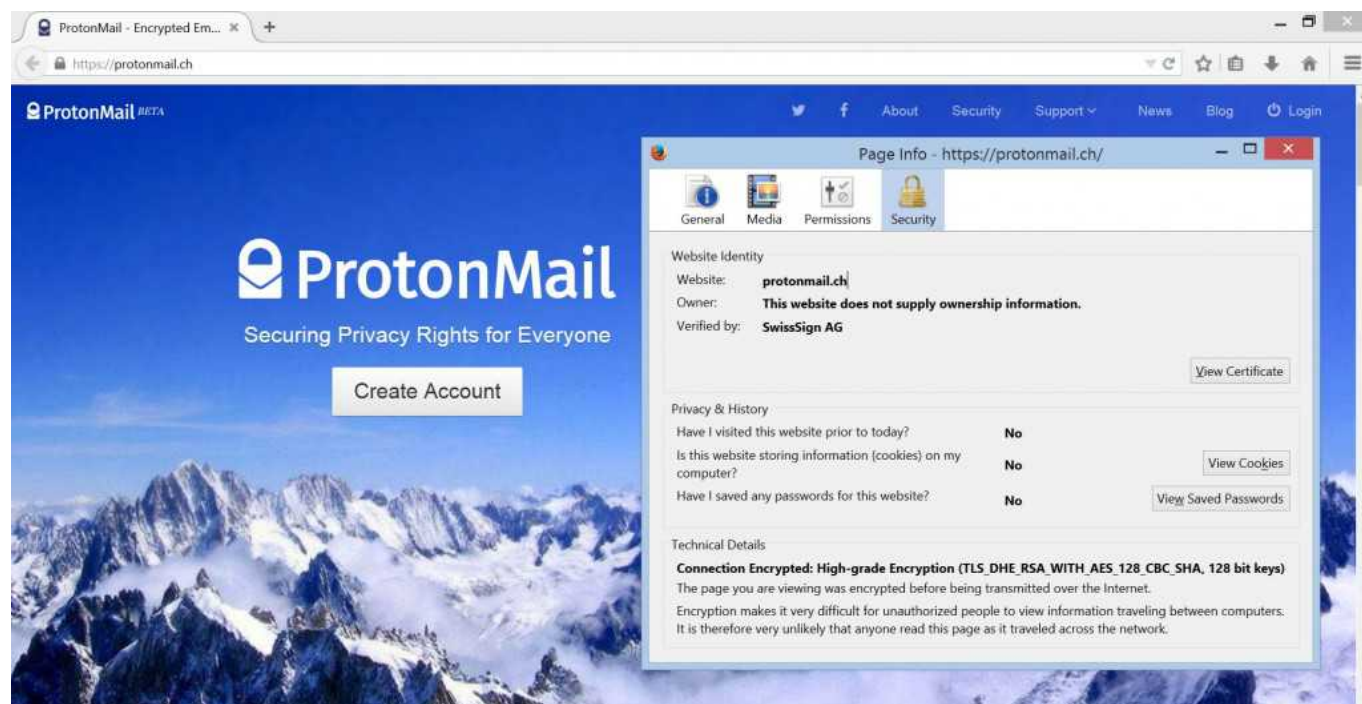 ProtonMail - Encrypted Em... × +
https://protonmail.ch
ProtonMail BETA
About Security Support News Blog Login
Page Info - https://protonmail.ch/
General Media Permissions Security
ProtonMail
Securing Privacy Rights for Everyone
Create Account
Website Identity
Website: protonmail.ch
Owner: This website does not supply ownership information.
Verified by: SwissSign AG
View Certificate
Privacy & History
Have I visited this website prior to today? No
Is this website storing information (cookies) on my
computer? No View Cookies
Have I saved any passwords for this website? No View Saved Passwords
Technical Details
Connection Encrypted: High-grade Encryption (TLS_DHE_RSA_WITH_AES_128_CBC_SHA, 128 bit keys)
The page you are viewing was encrypted before being transmitted over the Internet.
Encryption makes it very difficult for unauthorized people to view information traveling between computers.
It is therefore very unlikely that anyone read this page as it traveled across the network.